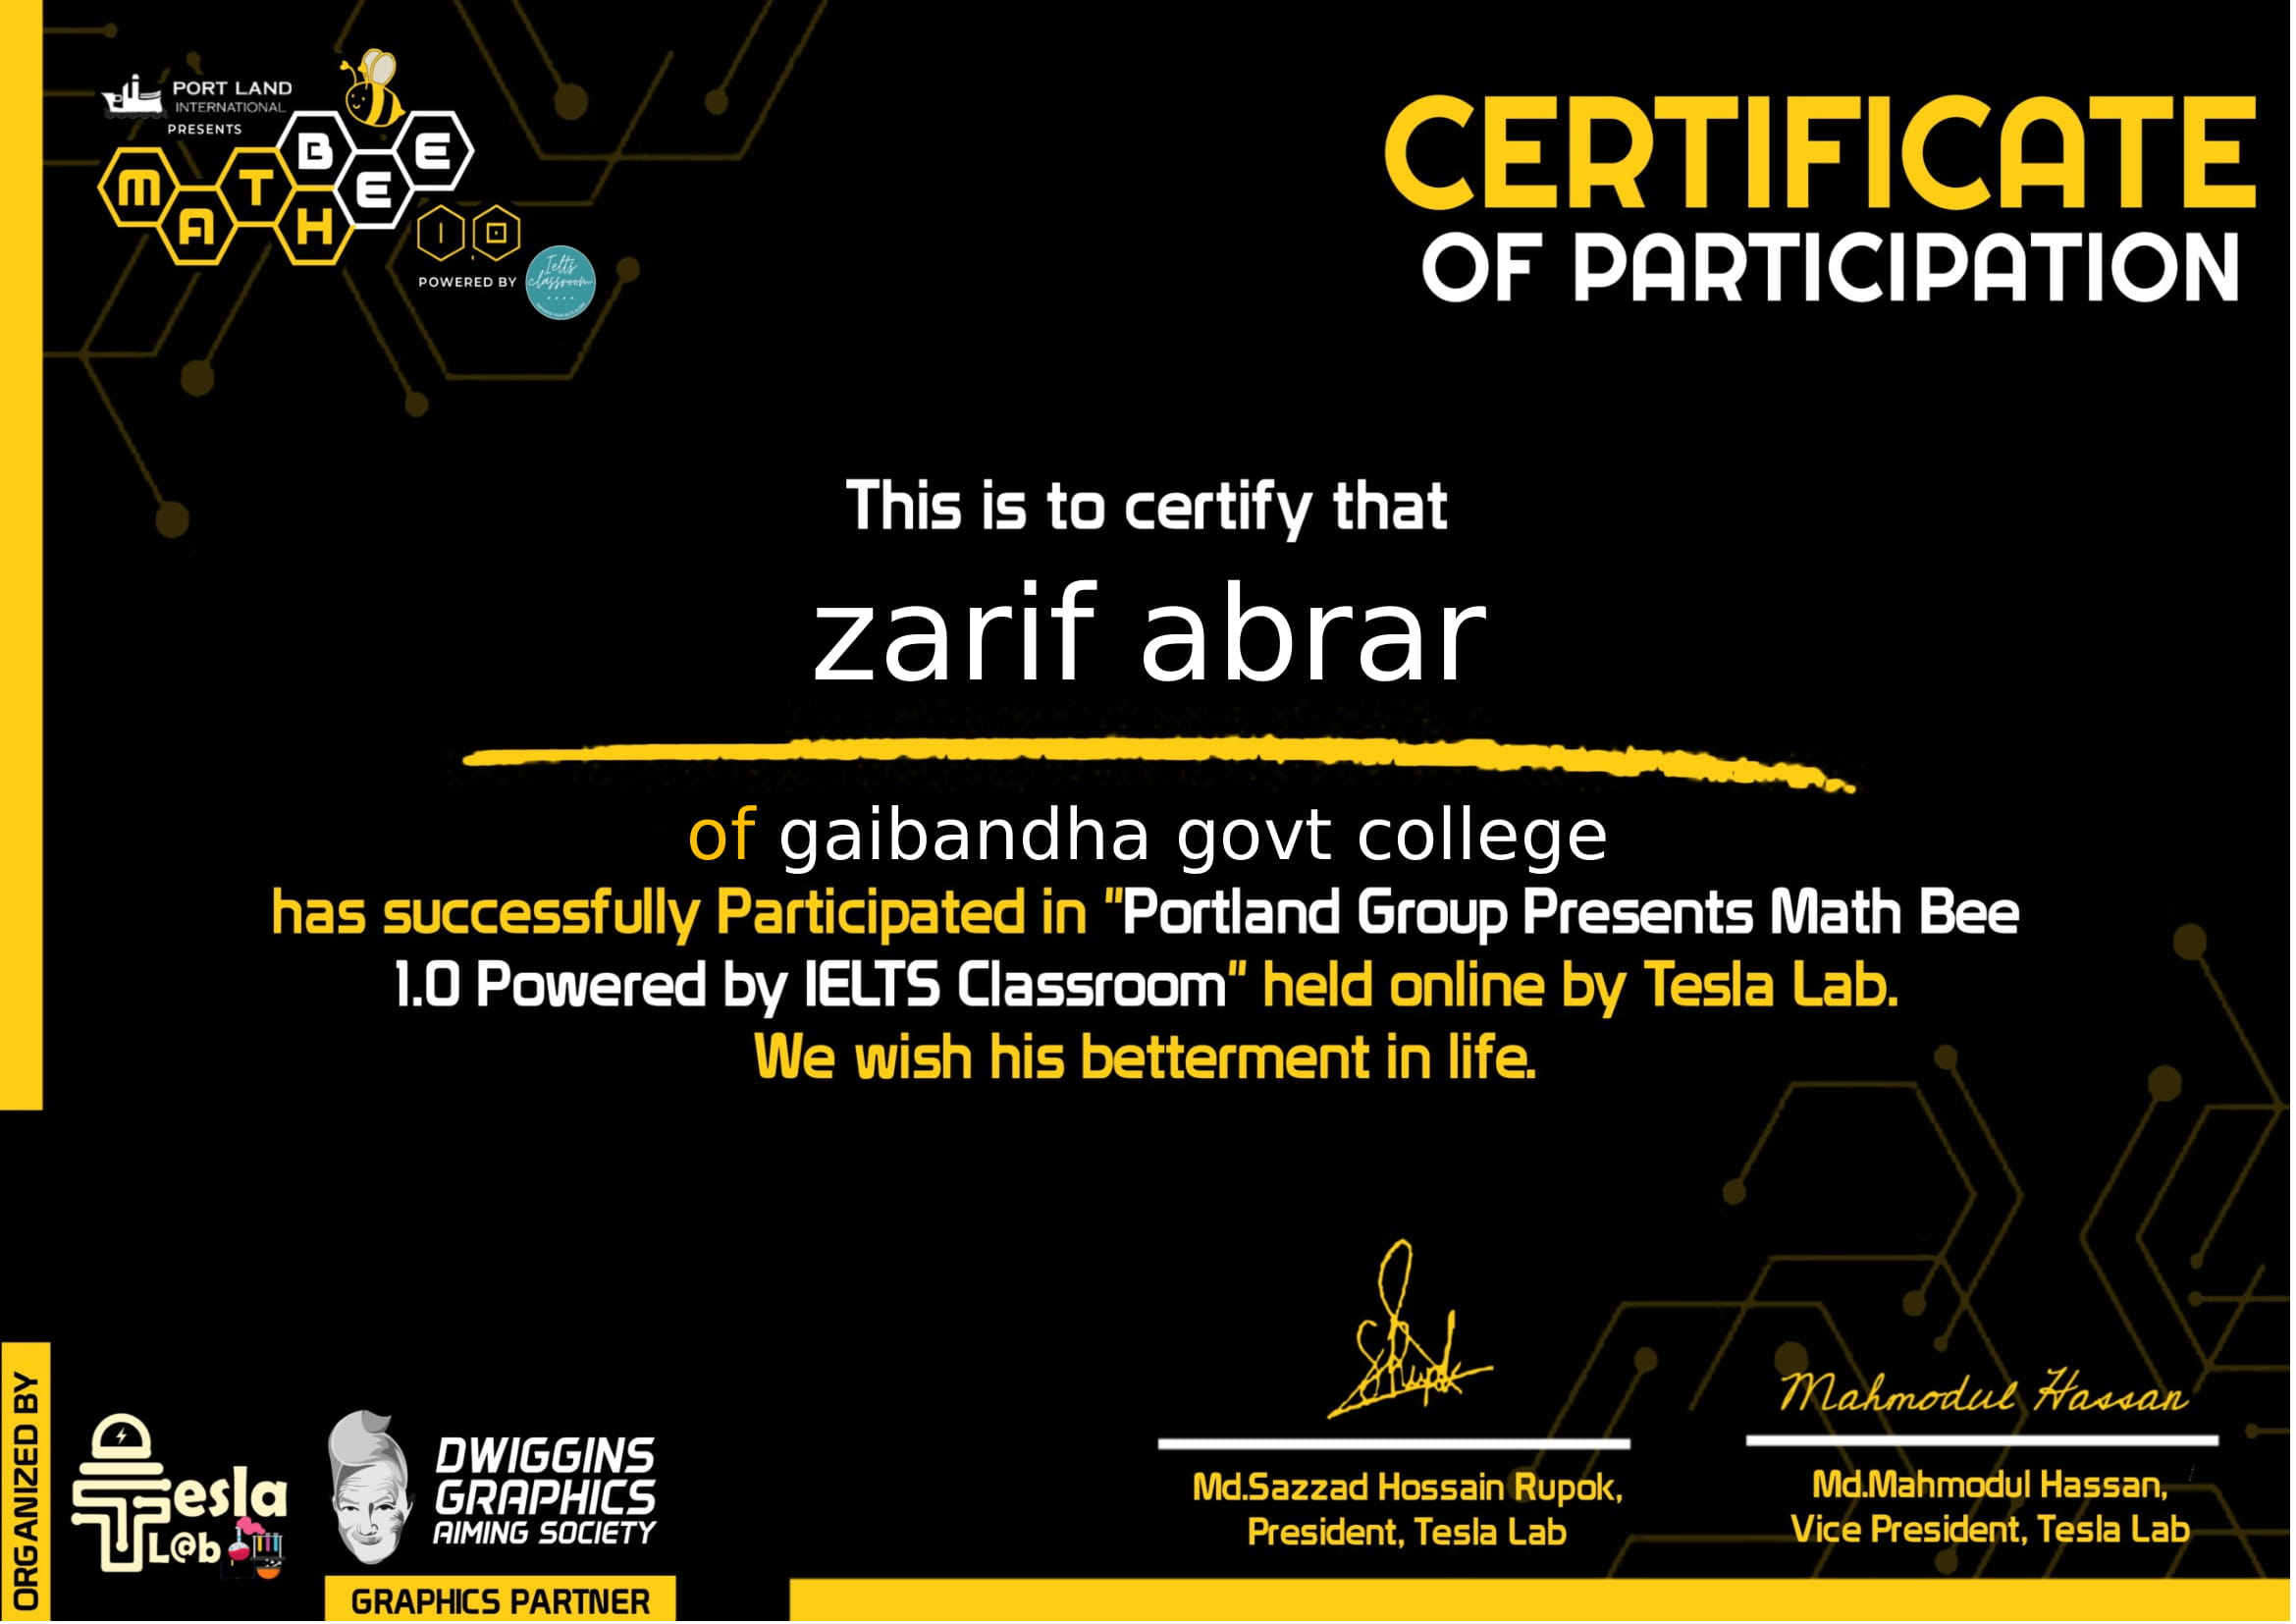 PORT LAND
INTERNATIONAL
PRESENTS
MATH BEE
1.0
POWERED BY
Ielts
classroom
CERTIFICATE
OF PARTICIPATION
This is to certify that
zarif abrar
of gaibandha govt college
has successfully Participated in "Portland Group Presents Math Bee
1.0 Powered by IELTS Classroom" held online by Tesla Lab.
We wish his betterment in life.
ORGANIZED BY
Tesla
L@b
DWIGGINS
GRAPHICS
AIMING SOCIETY
GRAPHICS PARTNER
SRupok
Md.Sazzad Hossain Rupok,
President, Tesla Lab
Mahmodul Hassan
Md.Mahmodul Hassan,
Vice President, Tesla Lab